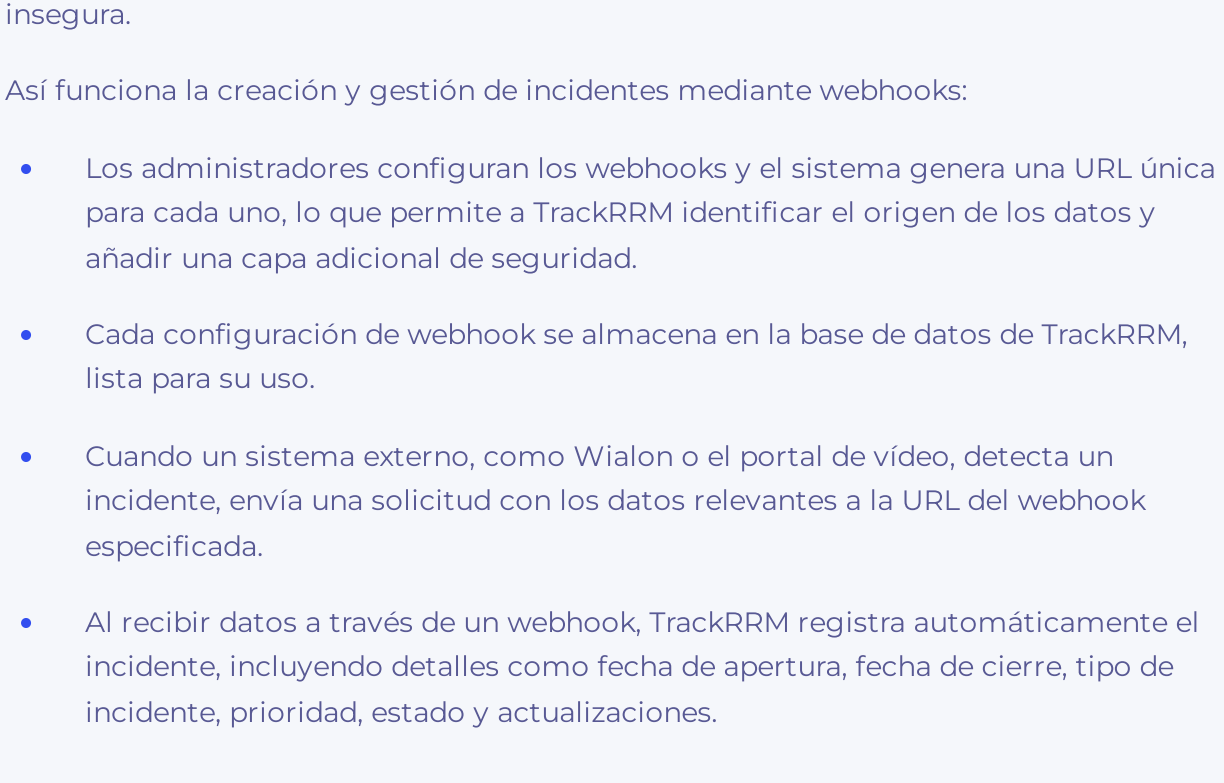 insegura.
Así funciona la creación y gestión de incidentes mediante webhooks:
Los administradores configuran los webhooks y el sistema genera una URL única
para cada uno, lo que permite a TrackRRM identificar el origen de los datos y
añadir una capa adicional de seguridad.
Cada configuración de webhook se almacena en la base de datos de TrackRRM,
lista para su uso.
Cuando un sistema externo, como Wialon o el portal de vídeo, detecta un
incidente, envía una solicitud con los datos relevantes a la URL del webhook
especificada.
Al recibir datos a través de un webhook, TrackRRM registra automáticamente el
incidente, incluyendo detalles como fecha de apertura, fecha de cierre, tipo de
incidente, prioridad, estado y actualizaciones.